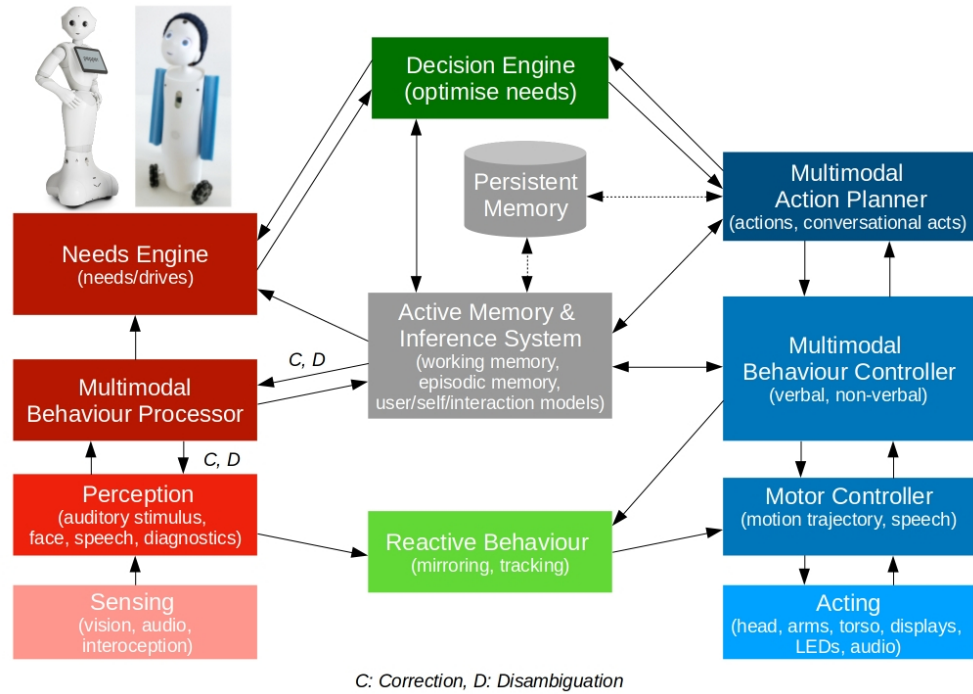 pepper
Decision Engine
(optimise needs)
Persistent
Memory
Multimodal
Action Planner
(actions, conversational acts)
Needs Engine
(needs/drives)
Active Memory &
Inference System
(working memory,
episodic memory,
user/self/interaction models)
C, D
Multimodal
Behaviour Controller
(verbal, non-verbal)
Multimodal
Behaviour Processor
C, D
Perception
(auditory stimulus,
face, speech, diagnostics)
Reactive Behaviour
(mirroring, tracking)
Motor Controller
(motion trajectory, speech)
Sensing
(vision, audio,
interoception)
Acting
(head, arms, torso, displays,
LEDs, audio)
C: Correction, D: Disambiguation